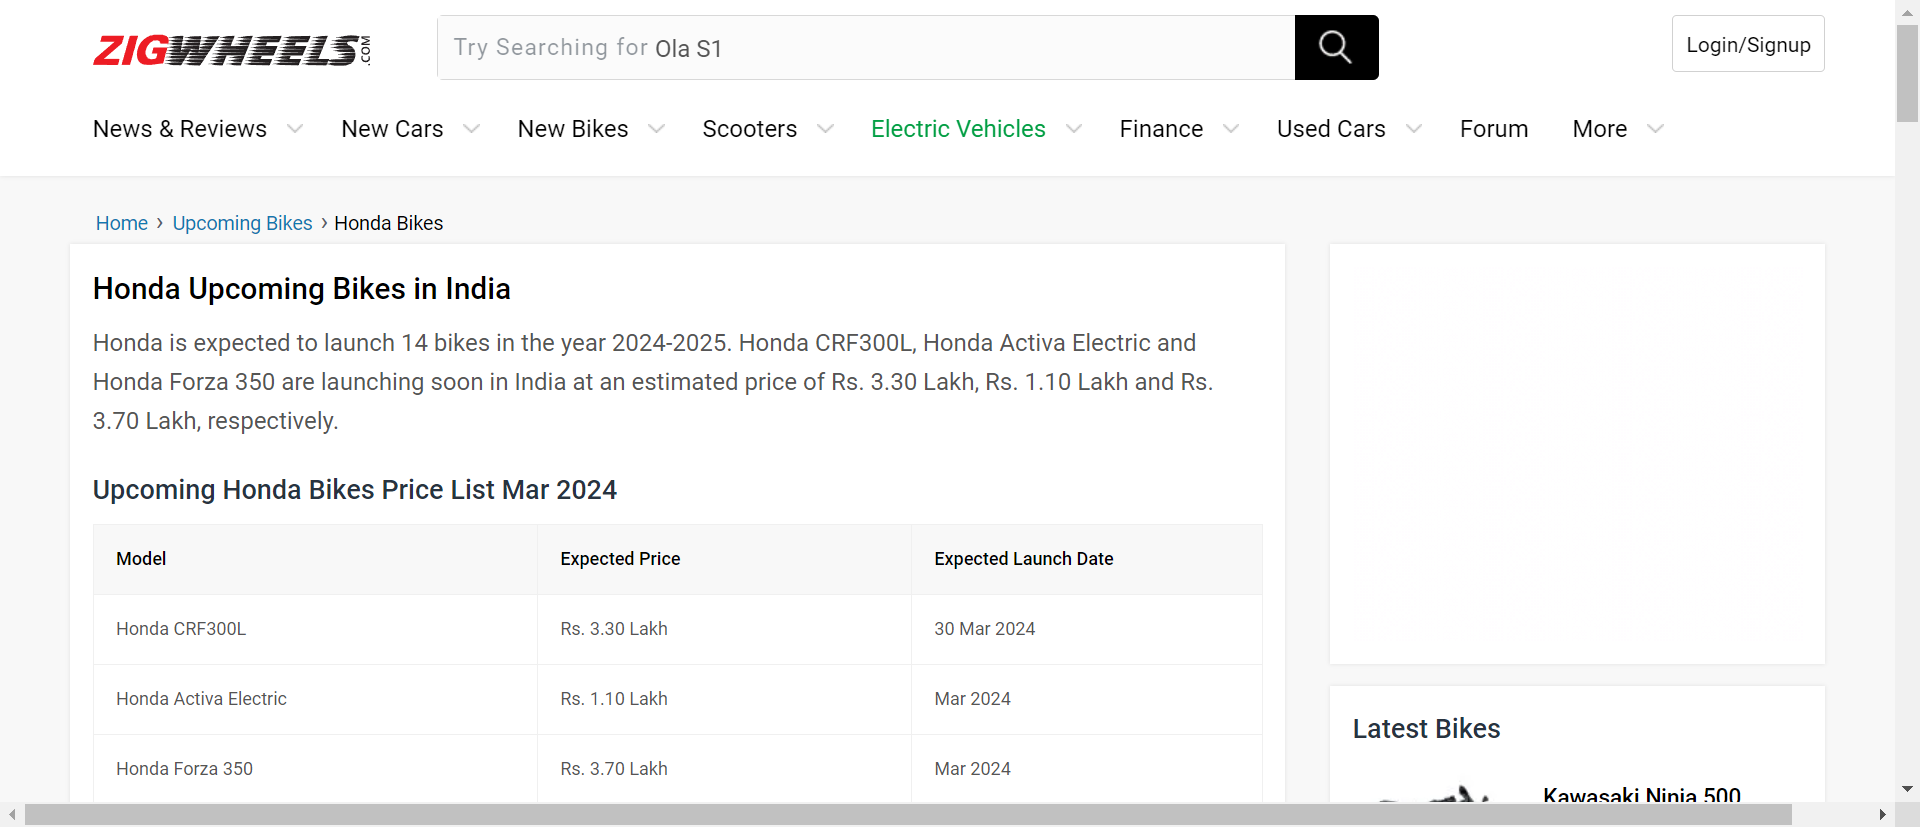 ZIGWHEELS.COM
Try Searching for Ola S1
Login/Signup
News & Reviews New Cars New Bikes Scooters Electric Vehicles Finance Used Cars Forum More
Home › Upcoming Bikes › Honda Bikes
Honda Upcoming Bikes in India
Honda is expected to launch 14 bikes in the year 2024-2025. Honda CRF300L, Honda Activa Electric and
Honda Forza 350 are launching soon in India at an estimated price of Rs. 3.30 Lakh, Rs. 1.10 Lakh and Rs.
3.70 Lakh, respectively.
Upcoming Honda Bikes Price List Mar 2024
Model Expected Price Expected Launch Date
Honda CRF300L Rs. 3.30 Lakh 30 Mar 2024
Honda Activa Electric Rs. 1.10 Lakh Mar 2024
Honda Forza 350 Rs. 3.70 Lakh Mar 2024
Latest Bikes
Kawasaki Ninja 500